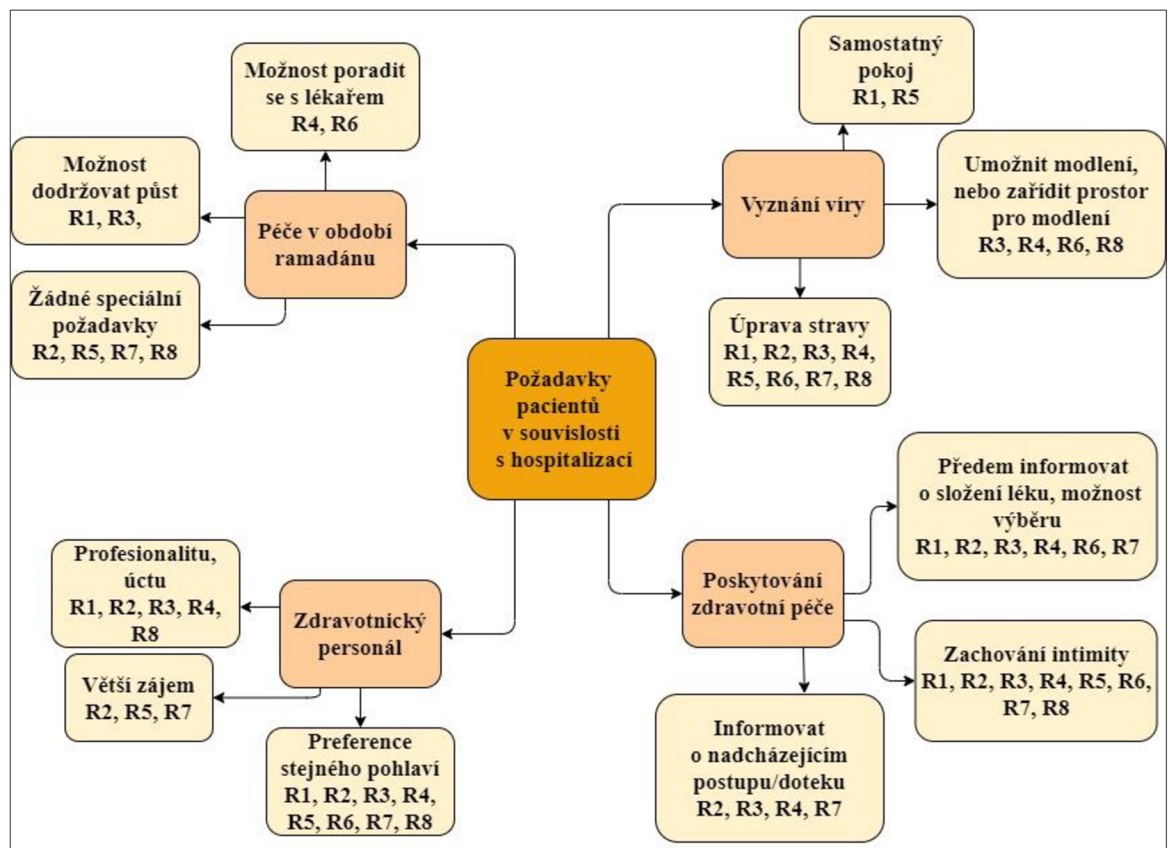 Možnost poradit
se s lékařem
R4, R6
Možnost
dodržovat půst
R1, R3,
Péče v období
ramadánu
Žádné speciální
požadavky
R2, R5, R7, R8
Samostatný
pokoj
R1, R5
Vyznání víry
Umožnit modlení,
nebo zařídit prostor
pro modlení
R3, R4, R6, R8
Úprava stravy
R1, R2, R3, R4,
R5, R6, R7, R8
Požadavky
pacientů
v souvislosti
s hospitalizací
Profesionalitu,
úctu
R1, R2, R3, R4,
R8
Zdravotnický
personál
Větší zájem
R2, R5, R7
Preference
stejného pohlaví
R1, R2, R3, R4,
R5, R6, R7, R8
Předem informovat
o složení léku, možnost
výběru
R1, R2, R3, R4, R6, R7
Poskytování
zdravotní péče
Zachování intimity
R1, R2, R3, R4, R5, R6,
R7, R8
Informovat
o nadcházejícím
postupu/doteku
R2, R3, R4, R7